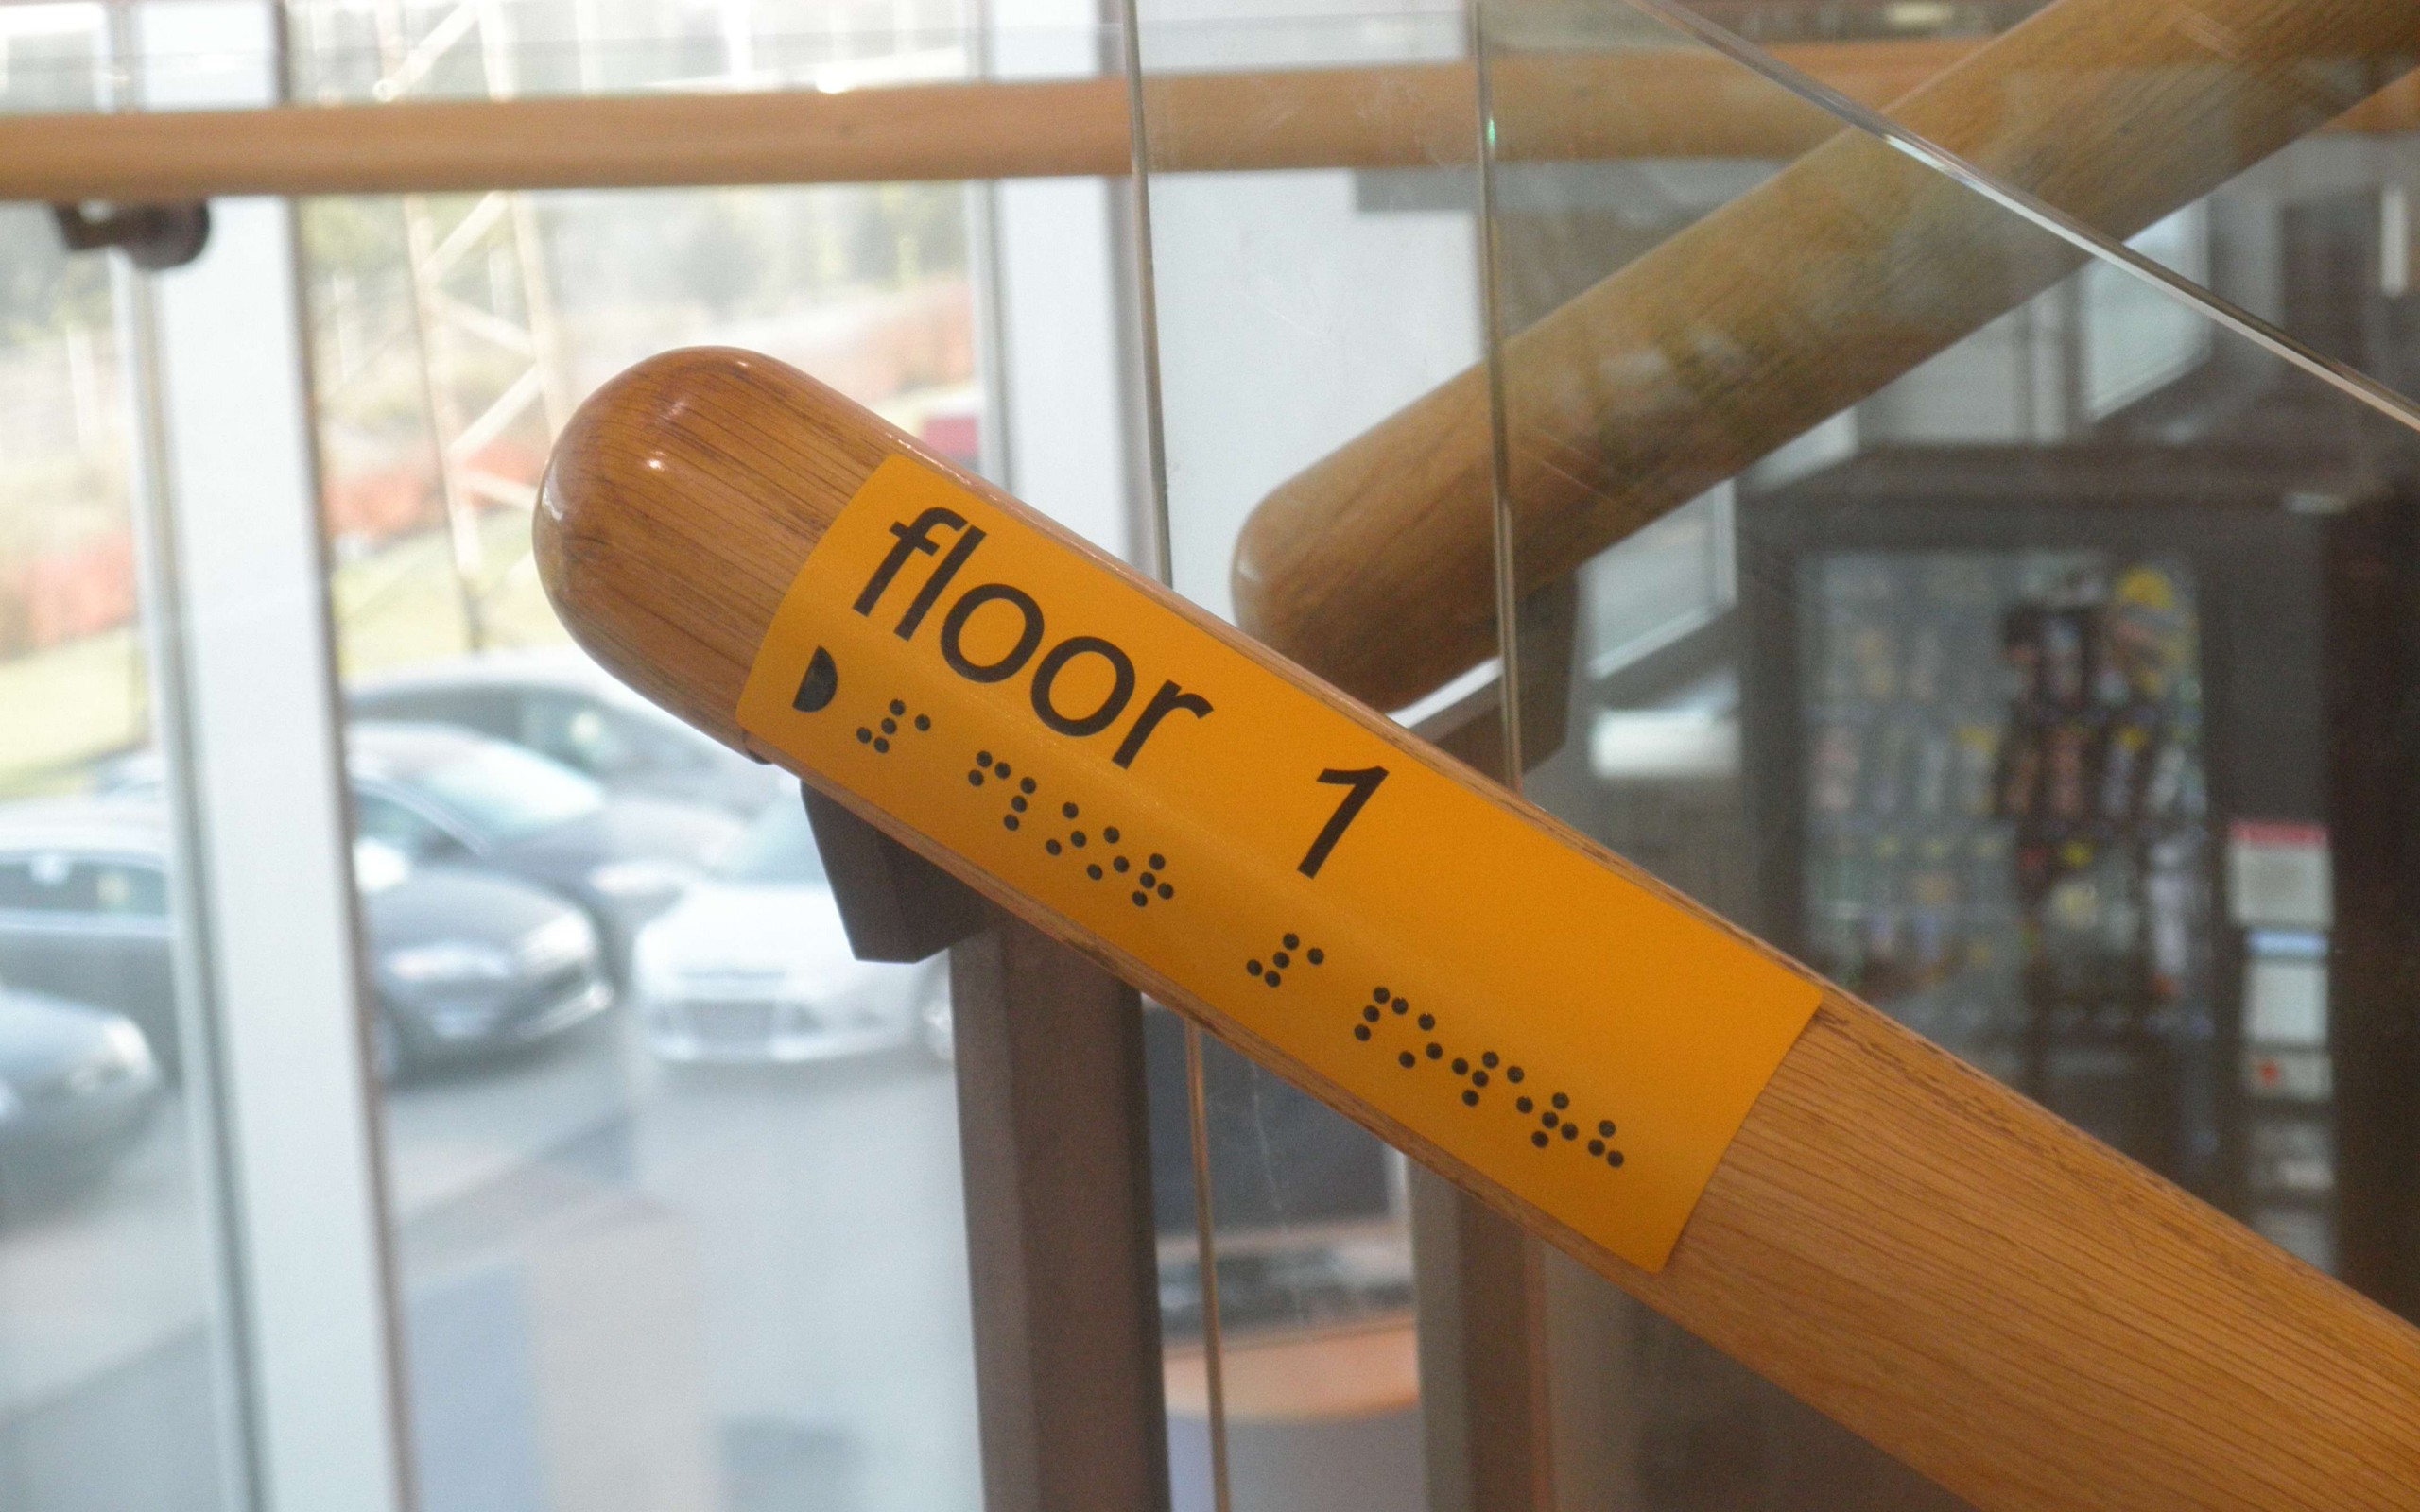 floor 1
⠼⠁ ⠋⠇⠕⠕⠗ ⠼⠁ ⠏⠕⠺⠑⠗⠓